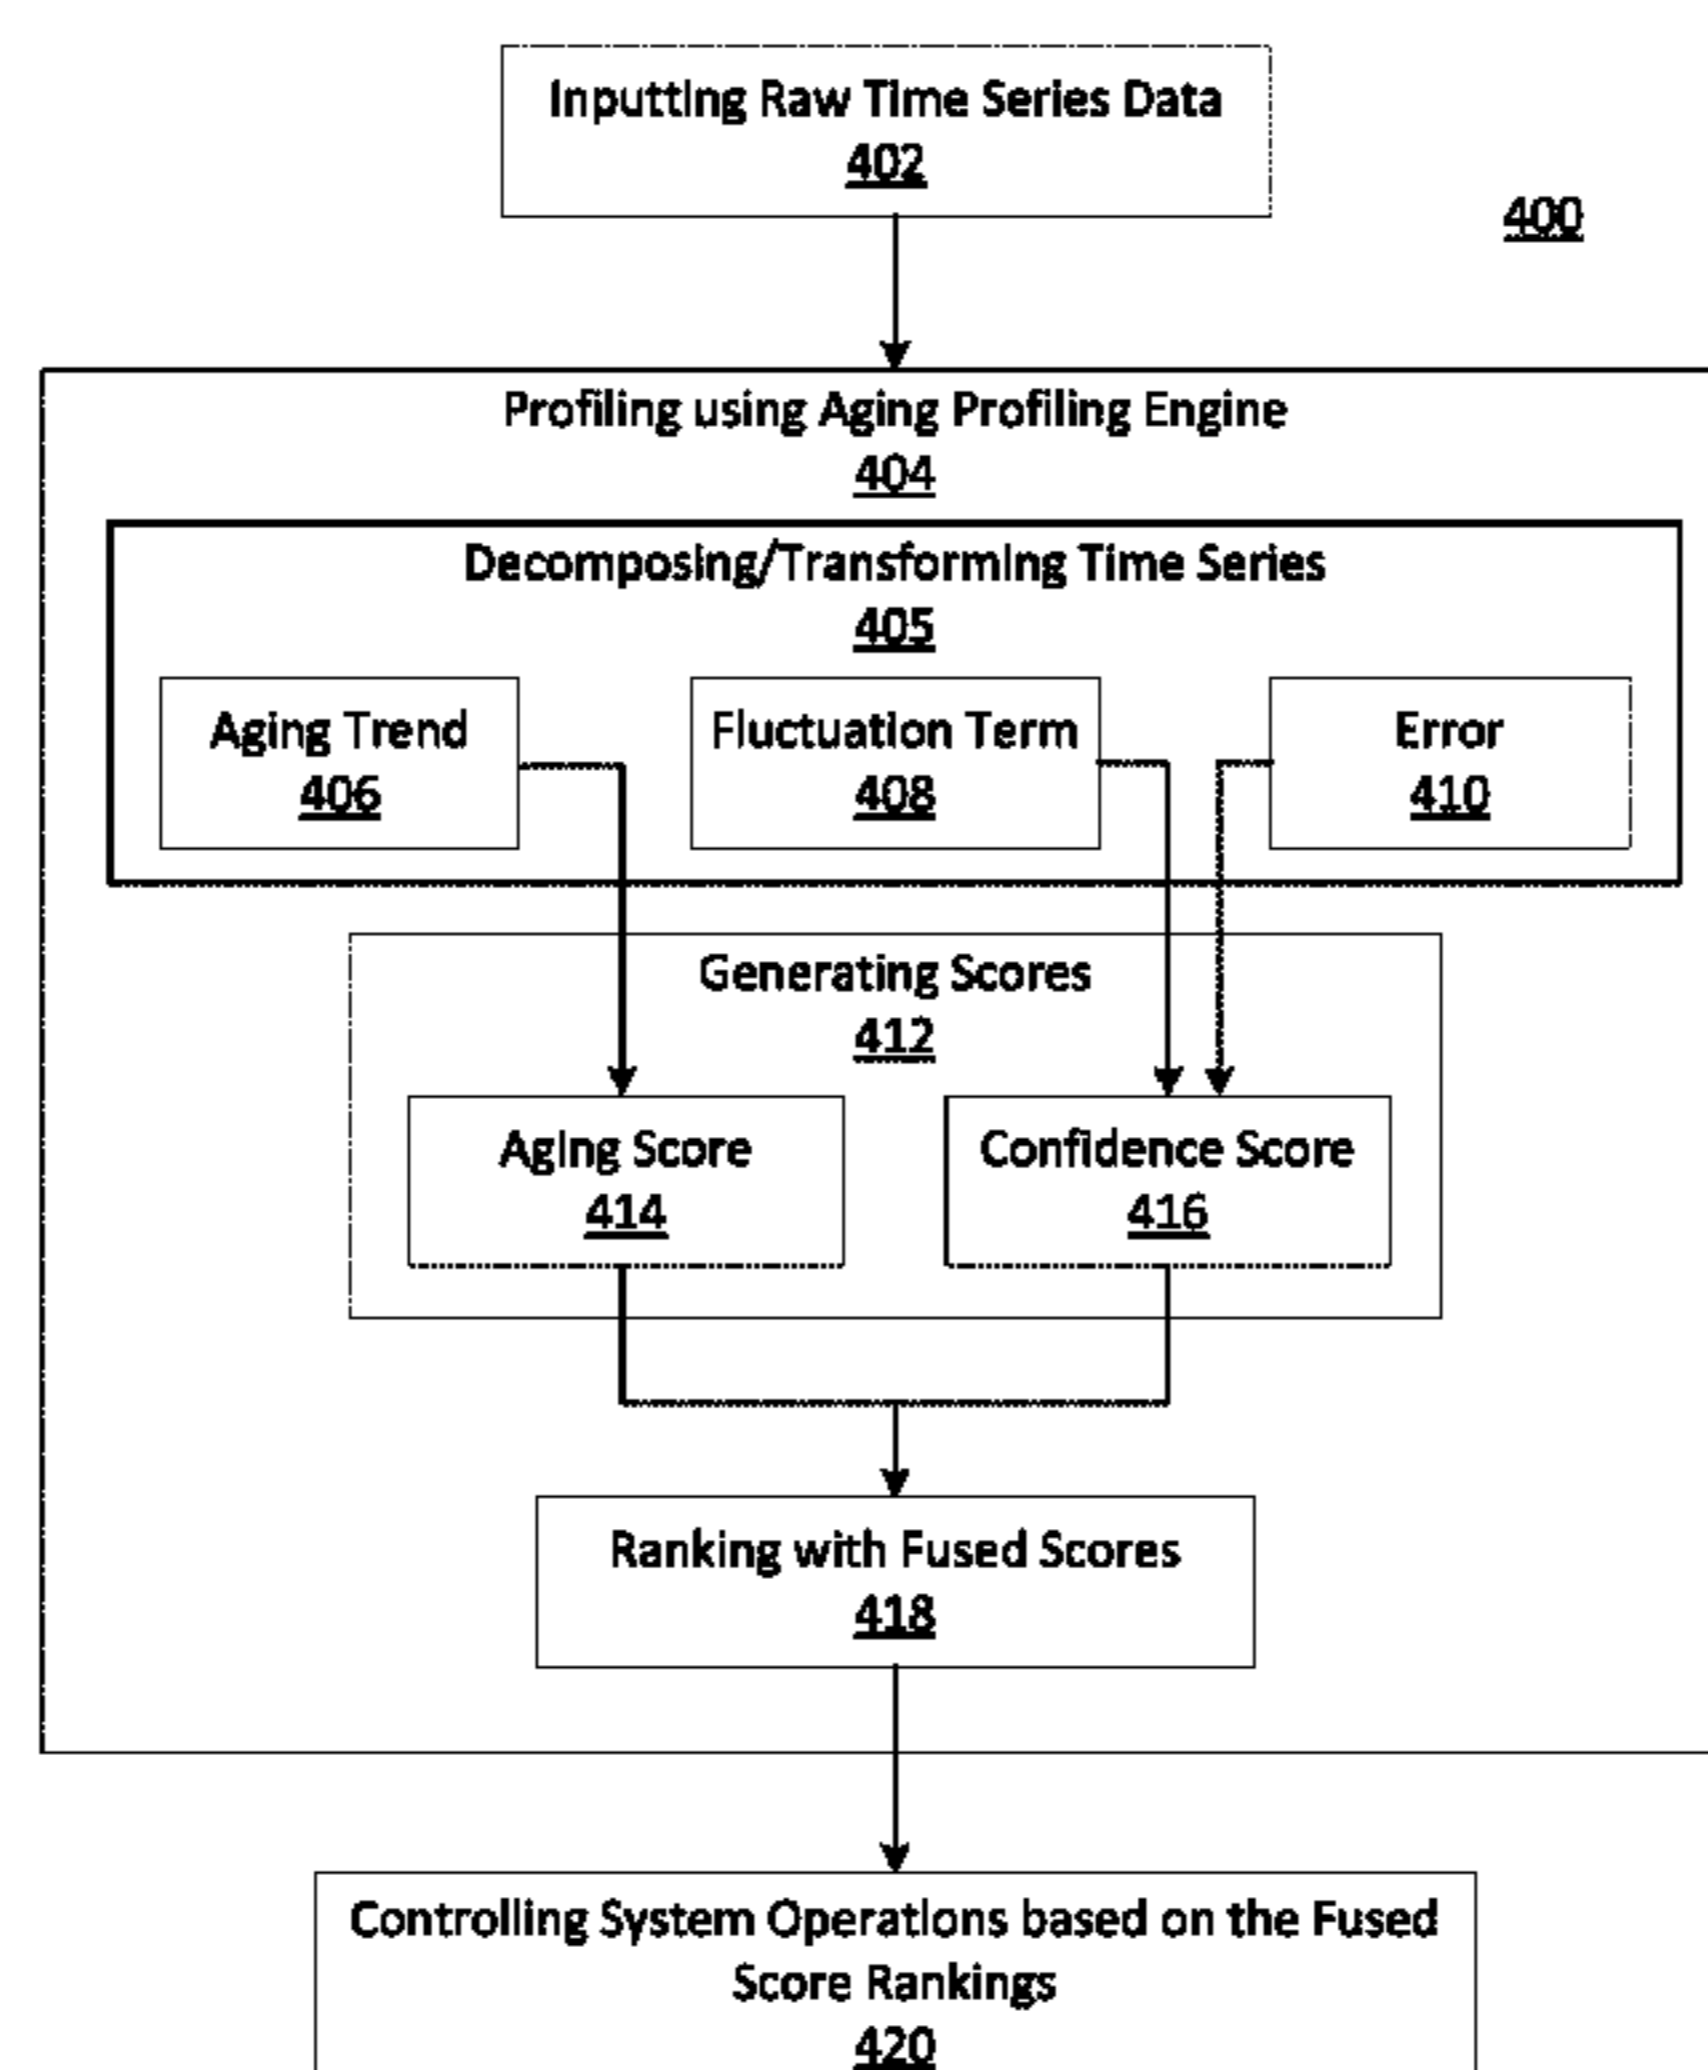 Inputting Raw Time Series Data
402
400
Profiling using Aging Profiling Engine
404
Decomposing/Transforming Time Series
405
Aging Trend
406
Fluctuation Term
408
Error
410
Generating Scores
412
Aging Score
414
Confidence Score
416
Ranking with Fused Scores
418
Controlling System Operations based on the Fused
Score Rankings
420